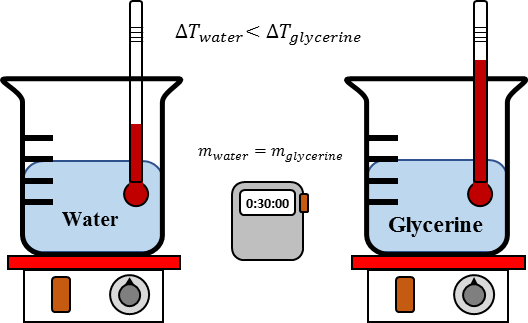 ΔT_water < ΔT_glycerine
m_water = m_glycerine
0:30:00
Water
Glycerine